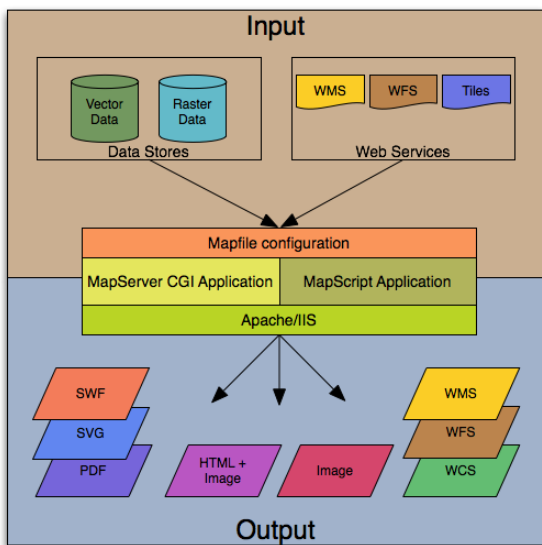 Input
Vector
Data
Raster
Data
Data Stores
WMS
WFS
Tiles
Web Services
Mapfile configuration
MapServer CGI Application
MapScript Application
Apache/IIS
SWF
SVG
PDF
HTML +
Image
Image
WMS
WFS
WCS
Output